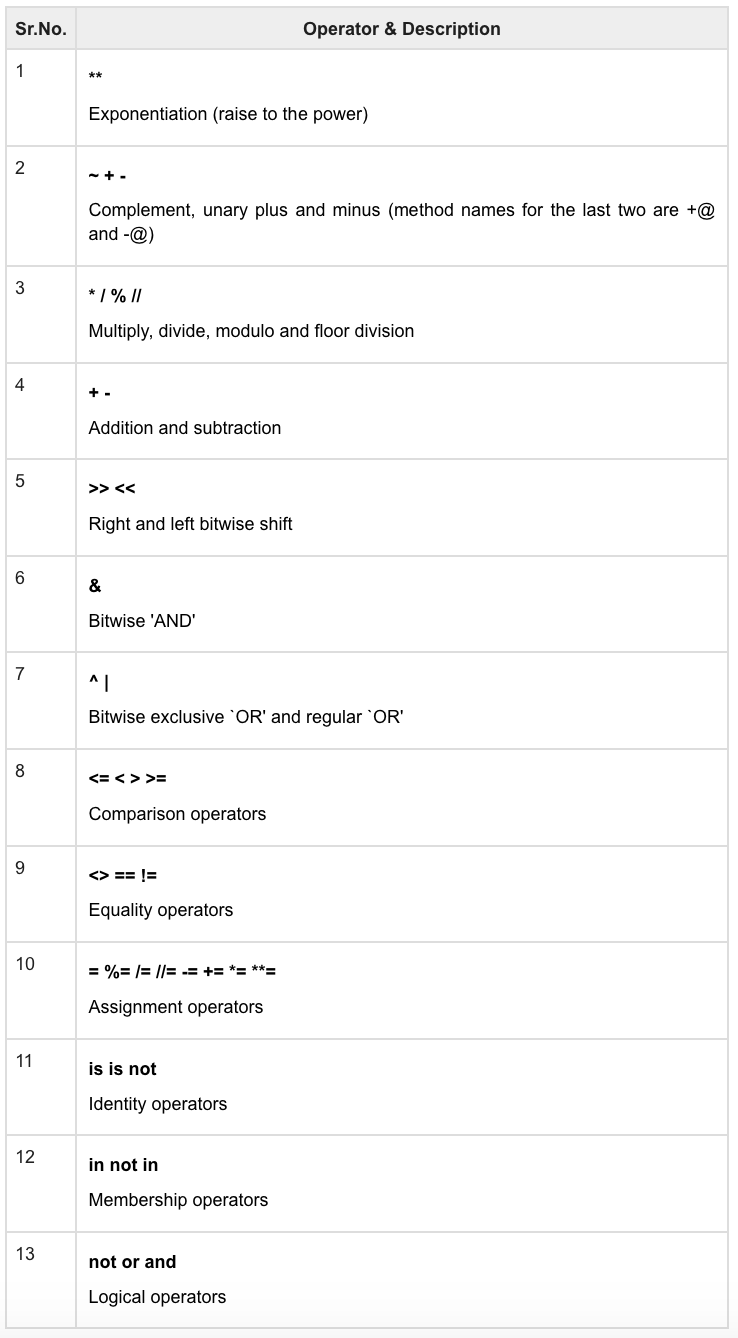 Sr.No. Operator & Description
1 **
Exponentiation (raise to the power)
2 ~ + -
Complement, unary plus and minus (method names for the last two are +@
and -@)
3 * / % //
Multiply, divide, modulo and floor division
4 + -
Addition and subtraction
5 >> <<
Right and left bitwise shift
6 &
Bitwise 'AND'
7 ^ |
Bitwise exclusive `OR' and regular `OR'
8 <= < > >=
Comparison operators
9 <> == !=
Equality operators
10 = %= /= //= -= += *= **=
Assignment operators
11 is is not
Identity operators
12 in not in
Membership operators
13 not or and
Logical operators